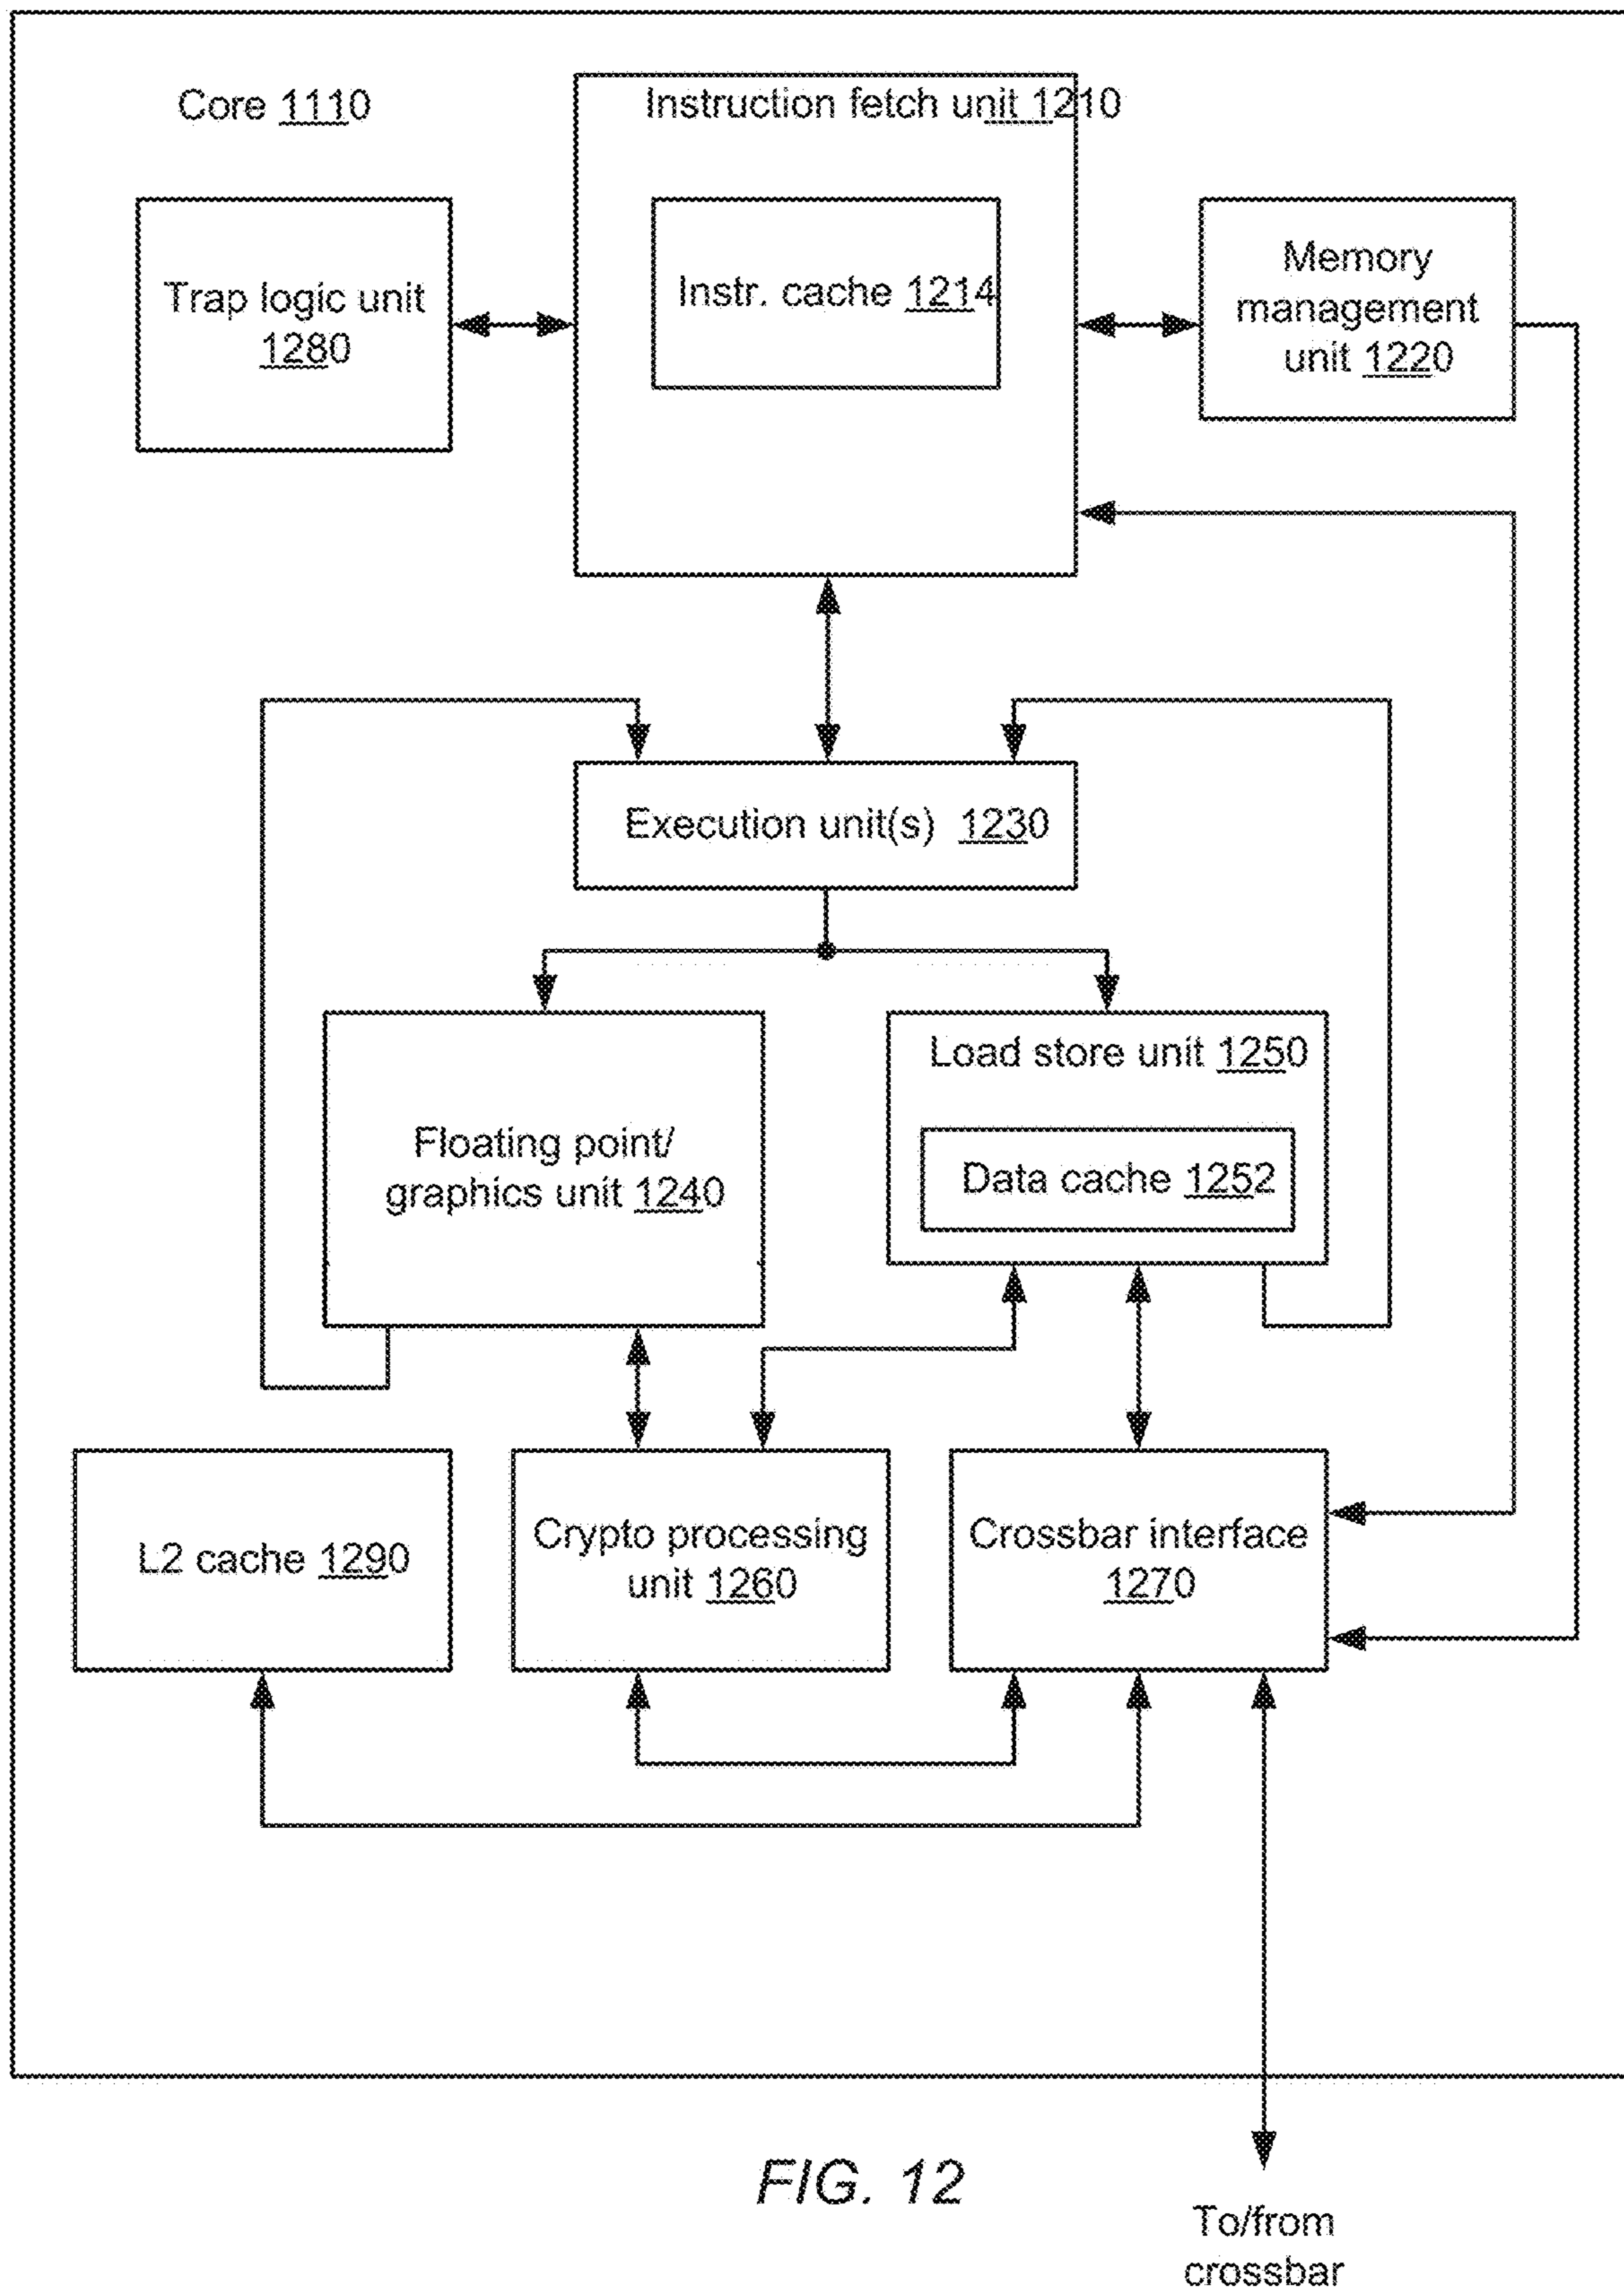 Core 1110
Instruction fetch unit 1210
Trap logic unit
1280
Instr. cache 1214
Memory
management
unit 1220
Execution unit(s) 1230
Floating point/
graphics unit 1240
Load store unit 1250
Data cache 1252
L2 cache 1290
Crypto processing
unit 1260
Crossbar interface
1270
FIG. 12
To/from
crossbar